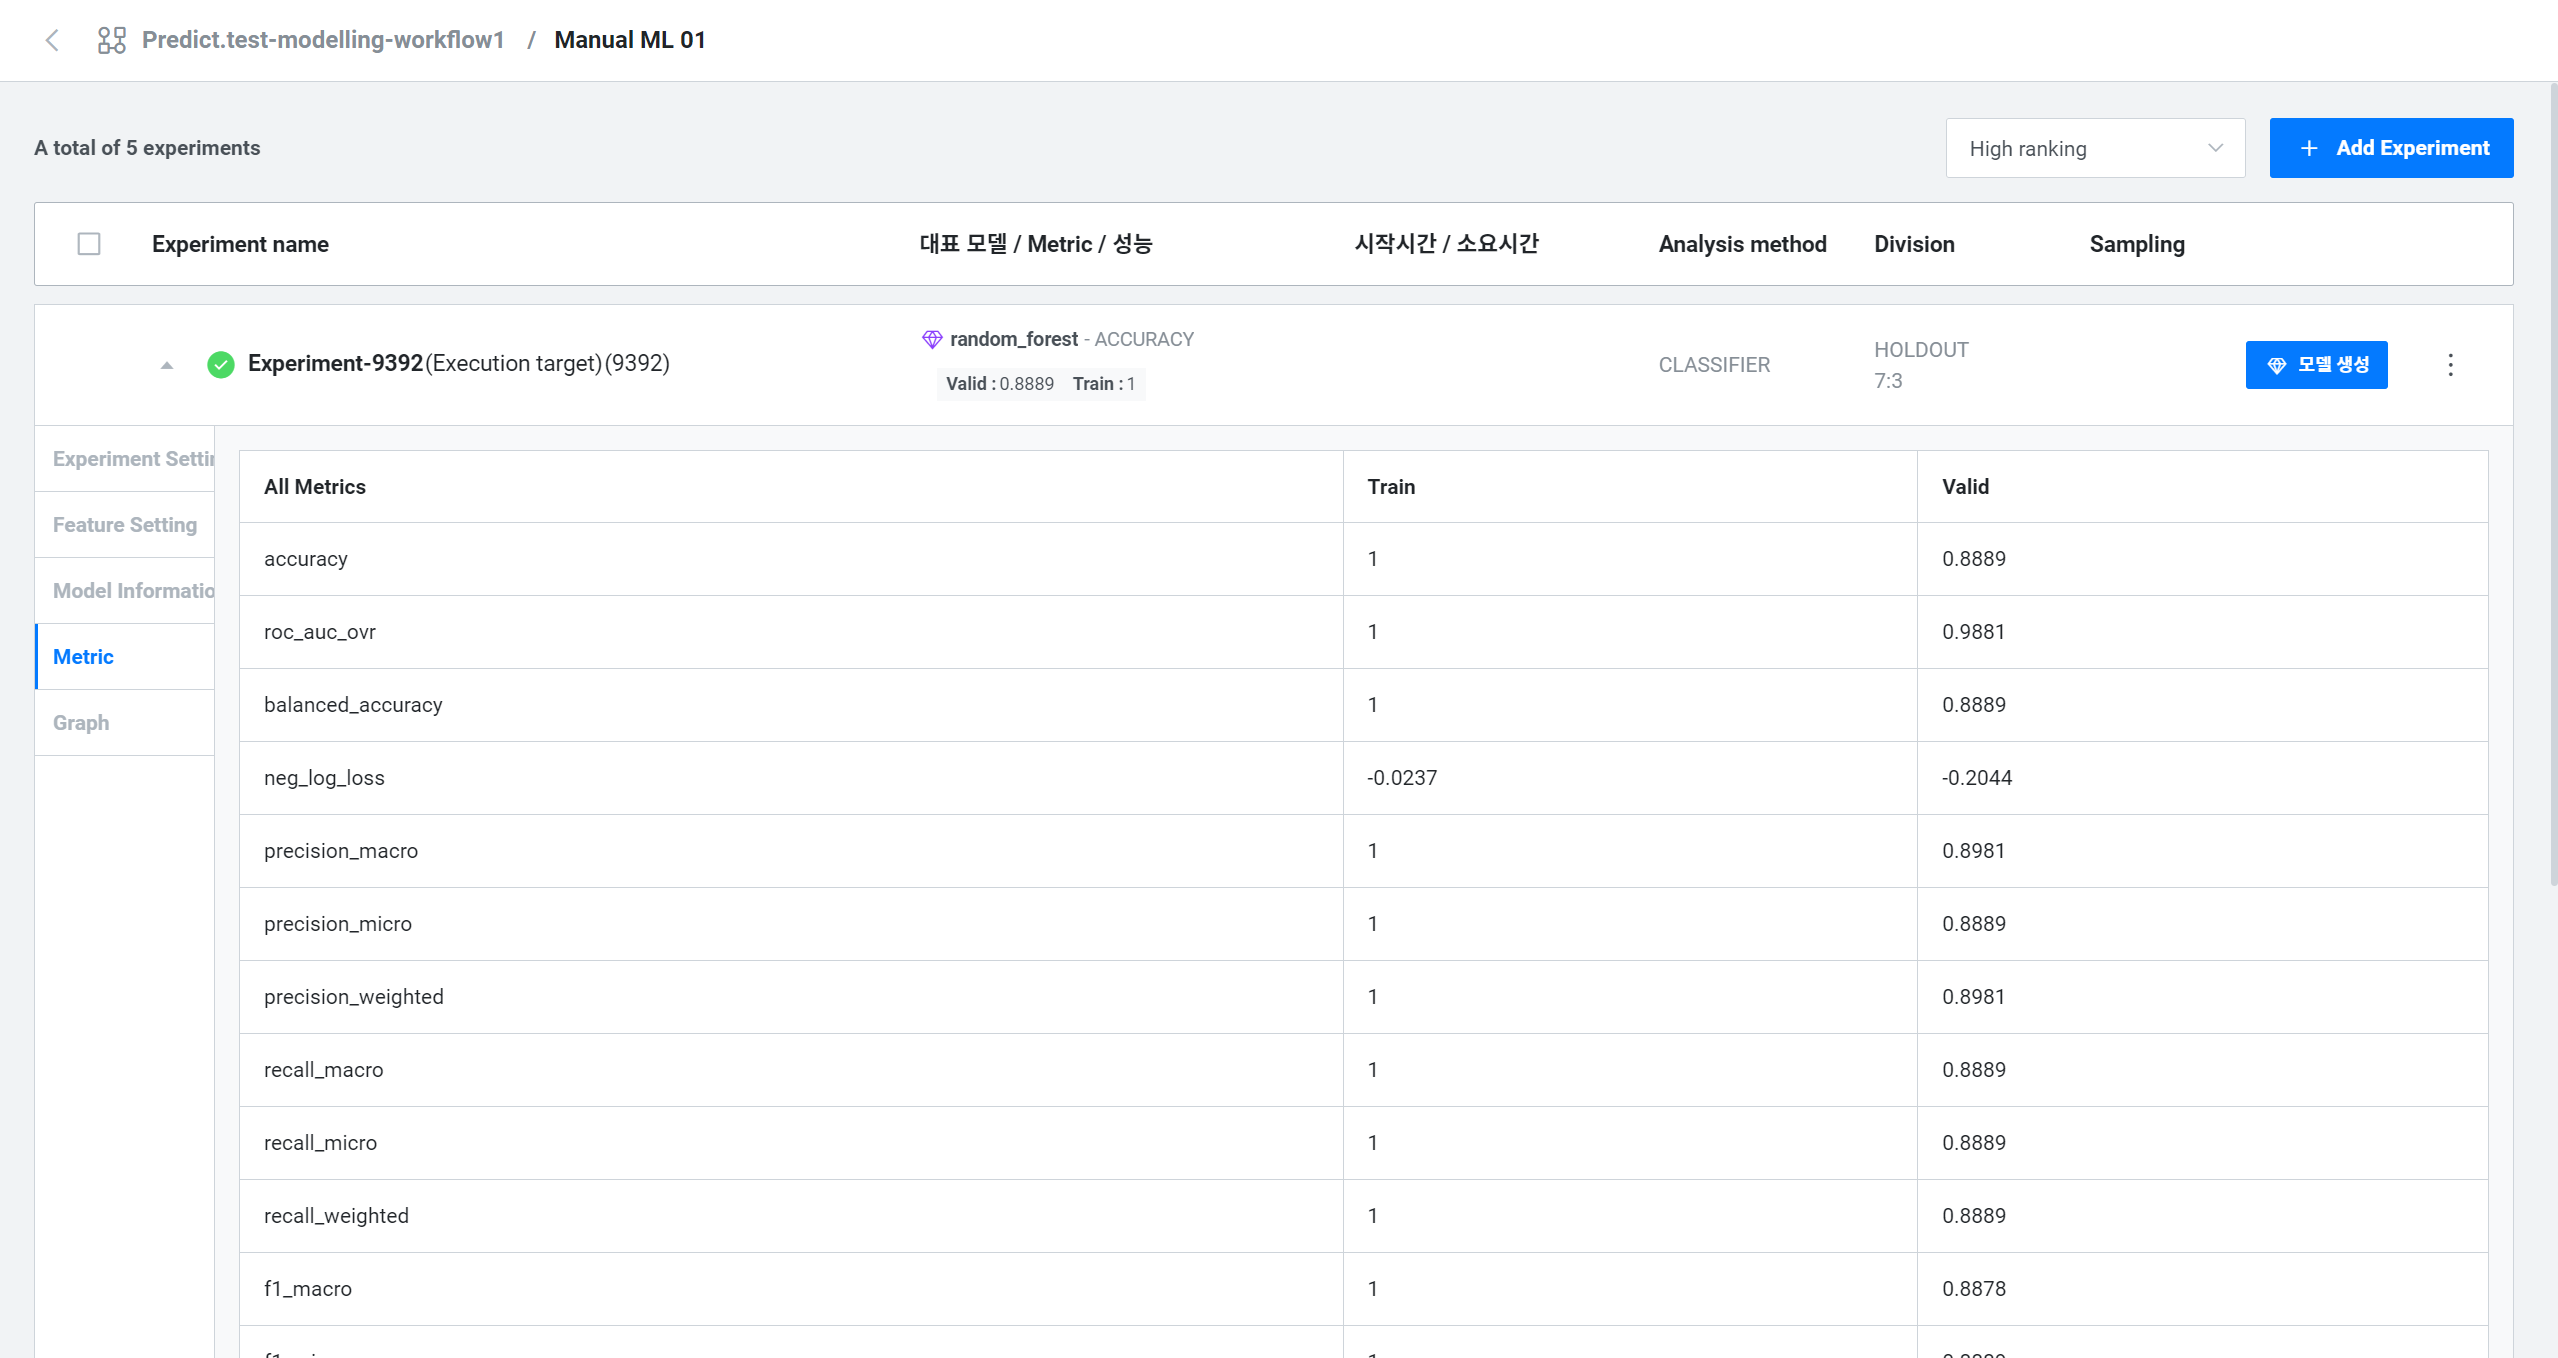 Predict.test-modelling-workflow1 / Manual ML 01
A total of 5 experiments
High ranking
+ Add Experiment
Experiment name 대표 모델 / Metric / 성능 시작시간 / 소요시간 Analysis method Division Sampling
Experiment-9392(Execution target)(9392)
random_forest - ACCURACY
Valid : 0.8889 Train : 1
CLASSIFIER
HOLDOUT
7:3
모델 생성
Experiment Settin
Feature Setting
Model Informatio
Metric
Graph
All Metrics Train Valid
accuracy 1 0.8889
roc_auc_ovr 1 0.9881
balanced_accuracy 1 0.8889
neg_log_loss -0.0237 -0.2044
precision_macro 1 0.8981
precision_micro 1 0.8889
precision_weighted 1 0.8981
recall_macro 1 0.8889
recall_micro 1 0.8889
recall_weighted 1 0.8889
f1_macro 1 0.8878